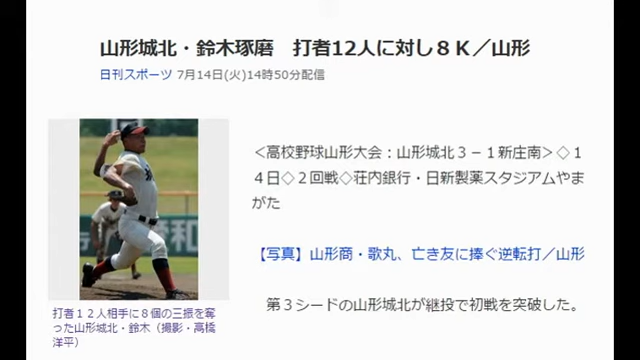 山形城北・鈴木琢磨 打者12人に対し8K/山形
日刊スポーツ 7月14日(火)14時50分配信
<高校野球山形大会:山形城北3-1新庄南>◇1
4日◇2回戦◇荘内銀行・日新製薬スタジアムやま
がた
【写真】山形商・歌丸、亡き友に捧ぐ逆転打/山形
第3シードの山形城北が継投で初戦を突破した。
打者12人相手に8個の三振を奪
った山形城北・鈴木(撮影・高橋
洋平)